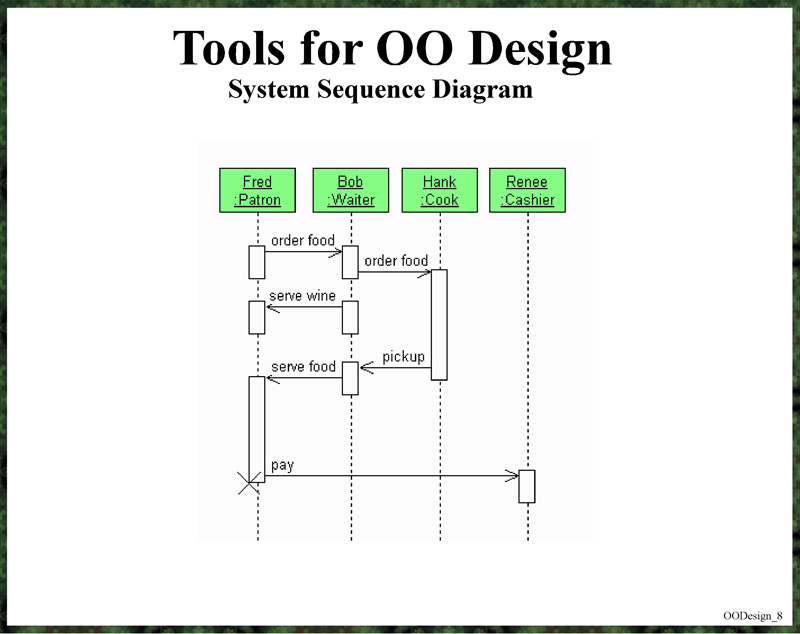 Tools for OO Design
System Sequence Diagram
Fred
:Patron
Bob
:Waiter
Hank
:Cook
Renee
:Cashier
order food
order food
serve wine
pickup
serve food
pay
OODesign_8